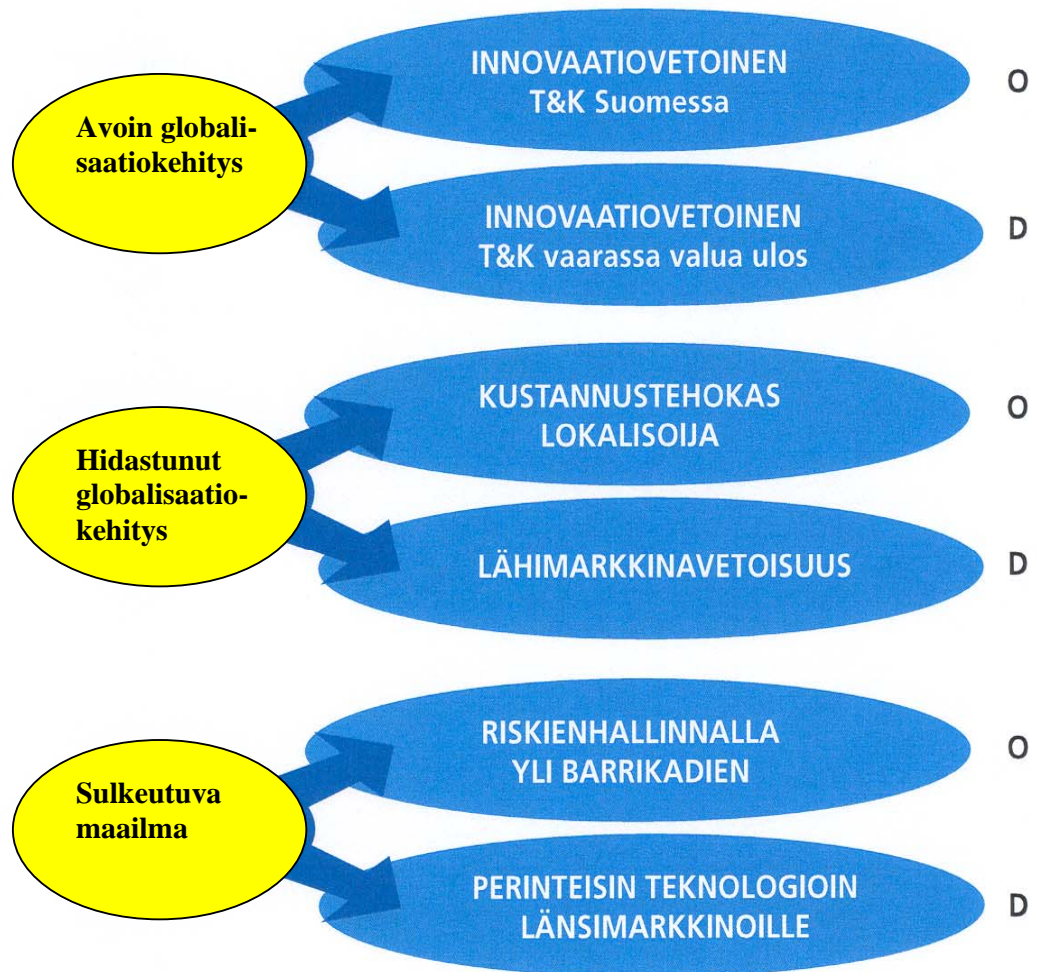 INNOVAATIOVETOINEN
T&K Suomessa
O
Avoin globali-
saatiokehitys
INNOVAATIOVETOINEN
T&K vaarassa valua ulos
D
KUSTANNUSTEHOKAS
LOKALISOIJA
O
Hidastunut
globalisaatio-
kehitys
LÄHIMARKKINAVETOISUUS
D
RISKIENHALLINNALLA
YLI BARRIKADIEN
O
Sulkeutuva
maailma
PERINTEISIN TEKNOLOGIOIN
LÄNSIMARKKINOILLE
D